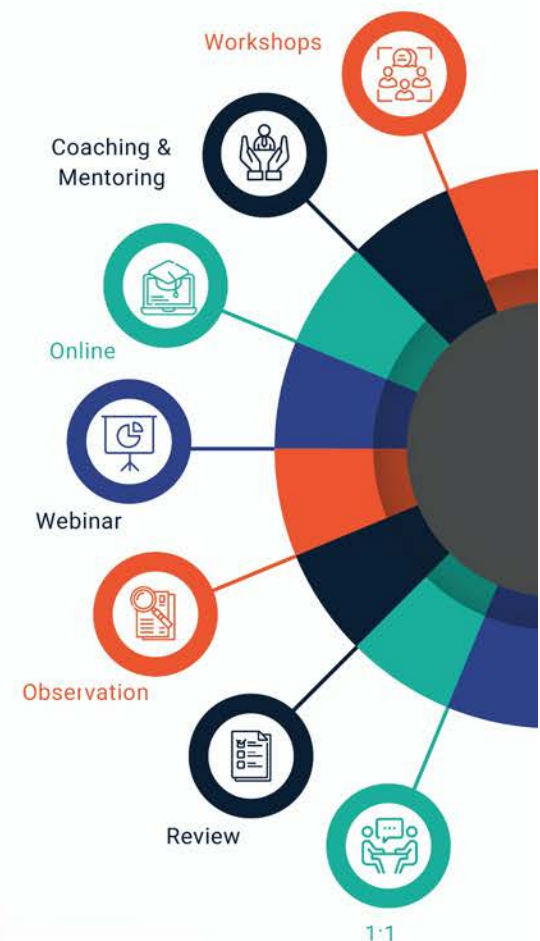 Workshops
Coaching &
Mentoring
Online
Webinar
Observation
Review
1:1